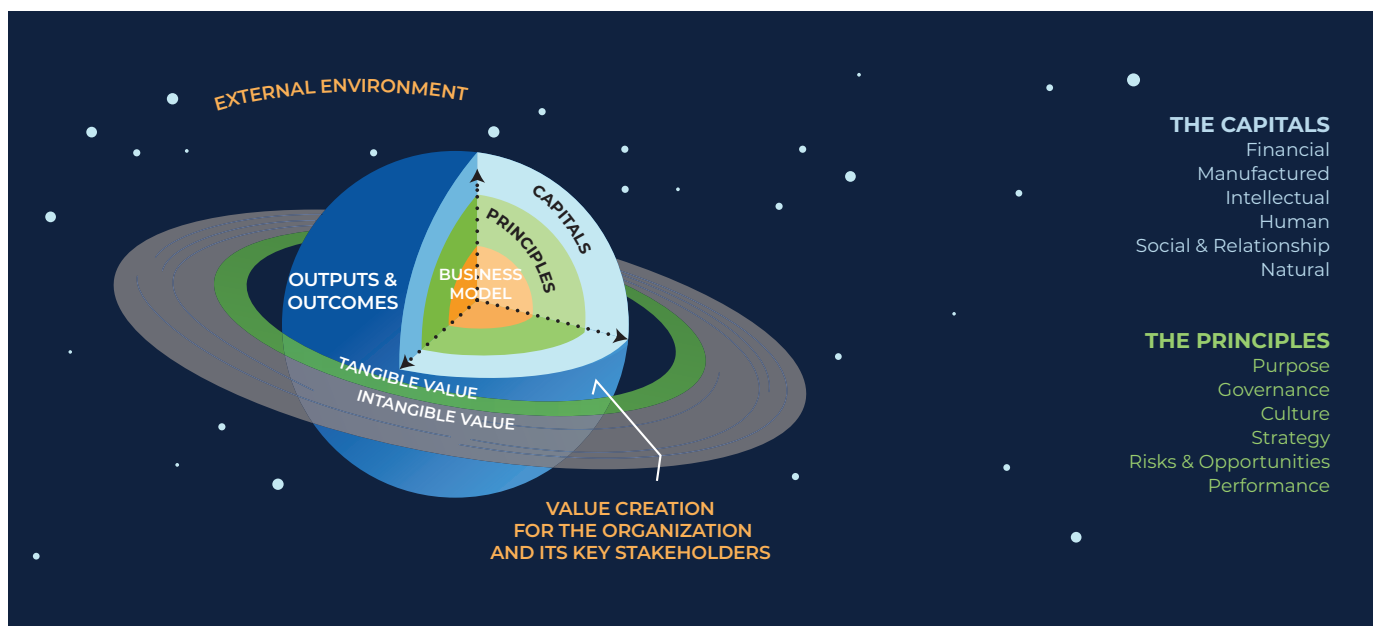 EXTERNAL ENVIRONMENT
CAPITALS
PRINCIPLES
BUSINESS
MODEL
OUTPUTS &
OUTCOMES
TANGIBLE VALUE
INTANGIBLE VALUE
VALUE CREATION
FOR THE ORGANIZATION
AND ITS KEY STAKEHOLDERS
THE CAPITALS
Financial
Manufactured
Intellectual
Human
Social & Relationship
Natural
THE PRINCIPLES
Purpose
Governance
Culture
Strategy
Risks & Opportunities
Performance